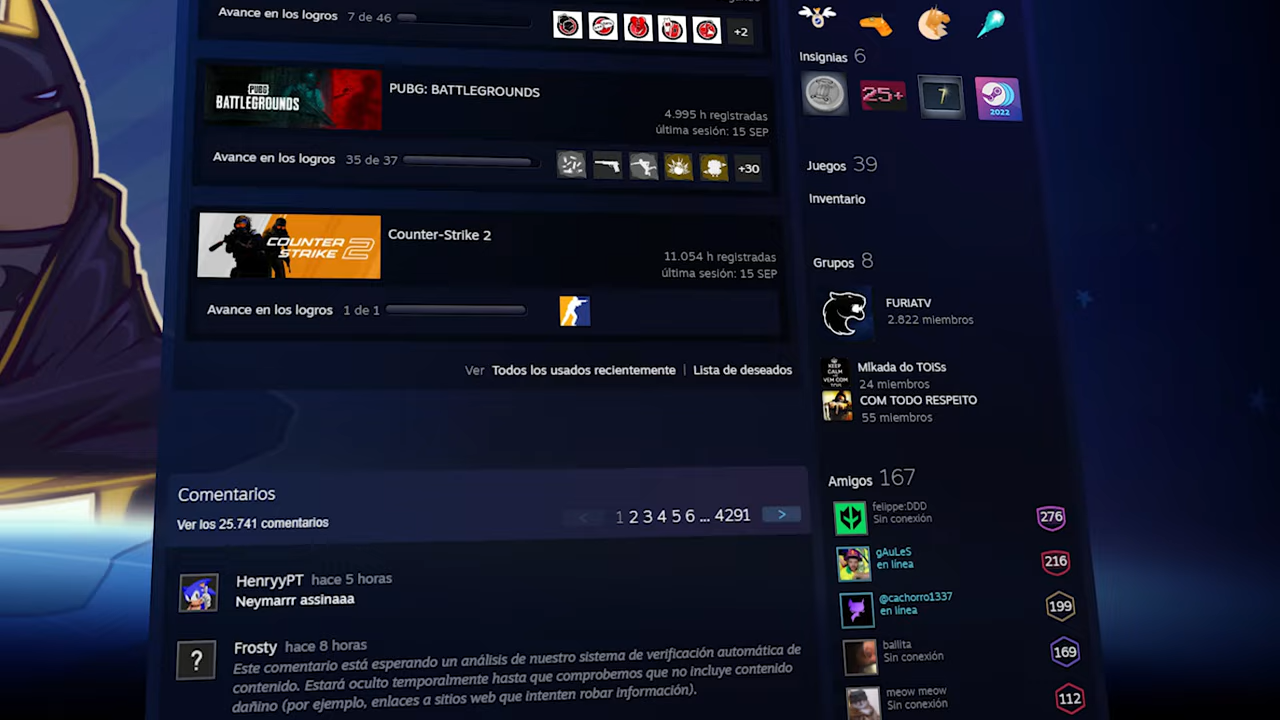 Avance en los logros 7 de 46
+2
PUBG
BATTLEGROUNDS
PUBG: BATTLEGROUNDS
4.995 h registradas
última sesión: 15 SEP
Avance en los logros 35 de 37
+30
COUNTER
STRIKE 2
Counter-Strike 2
11.054 h registradas
última sesión: 15 SEP
Avance en los logros 1 de 1
Ver Todos los usados recientemente | Lista de deseados
Comentarios
Ver los 25.741 comentarios
< 1 2 3 4 5 6 ... 4291 >
HenryyPT hace 5 horas
Neymarrr assinaaa
?
Frosty hace 8 horas
Este comentario está esperando un análisis de nuestro sistema de verificación automática de
contenido. Estará oculto temporalmente hasta que comprobemos que no incluye contenido
dañino (por ejemplo, enlaces a sitios web que intenten robar información).
Insignias 6
25+
2022
Juegos 39
Inventario
Grupos 8
FURIATV
2.822 miembros
KEEP
CALM
VEM COM
MIkada do TOISs
24 miembros
COM TODO RESPEITO
55 miembros
Amigos 167
felippe:DDD
Sin conexión
276
gAuLeS
en línea
216
@cachorro1337
en línea
199
ballita
Sin conexión
169
meow meow
Sin conexión
112